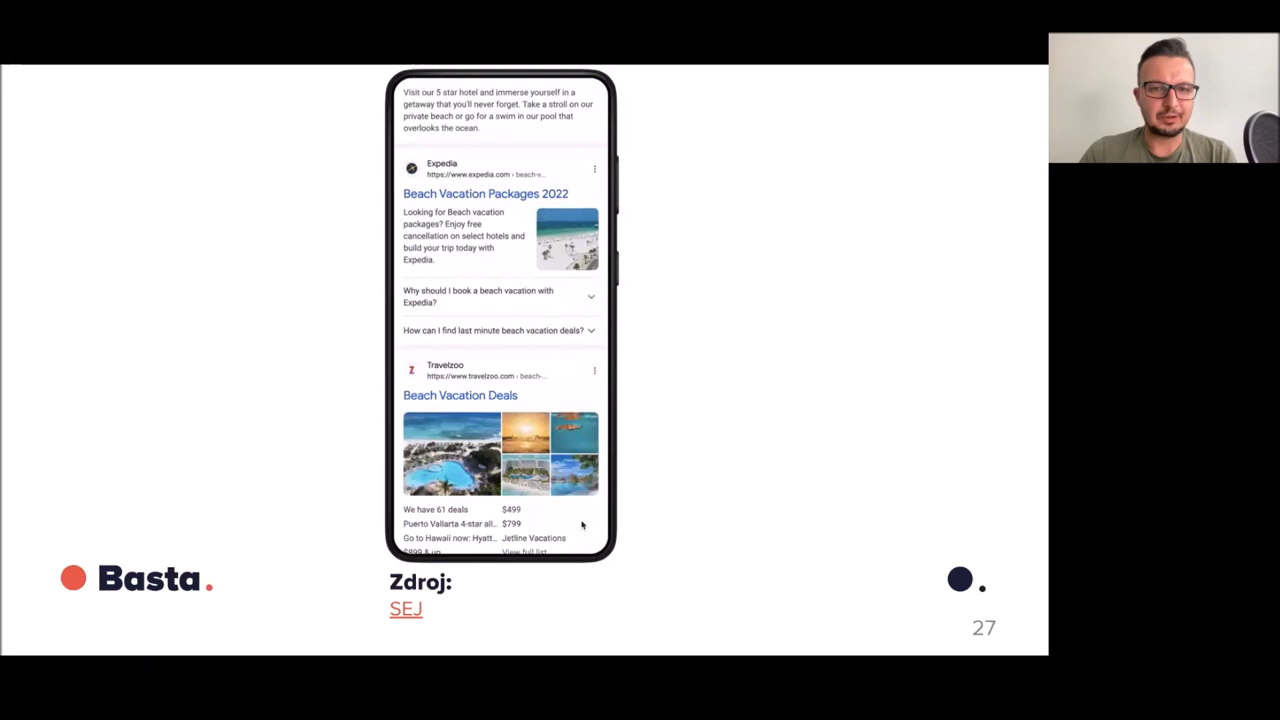 Visit our 5 star hotel and immerse yourself in a
getaway that you'll never forget. Take a stroll on our
private beach or go for a swim in our pool that
overlooks the ocean.
Expedia
https://www.expedia.com › beach-v...
Beach Vacation Packages 2022
Looking for Beach vacation
packages? Enjoy free
cancellation on select hotels and
build your trip today with
Expedia.
Why should I book a beach vacation with
Expedia?
How can I find last minute beach vacation deals?
Z
Travelzoo
https://www.travelzoo.com › beach-...
Beach Vacation Deals
We have 61 deals $499
Puerto Vallarta 4-star all... $799
Go to Hawaii now: Hyatt... Jetline Vacations
$899 & up View full list
Basta.
Zdroj:
SEJ
27